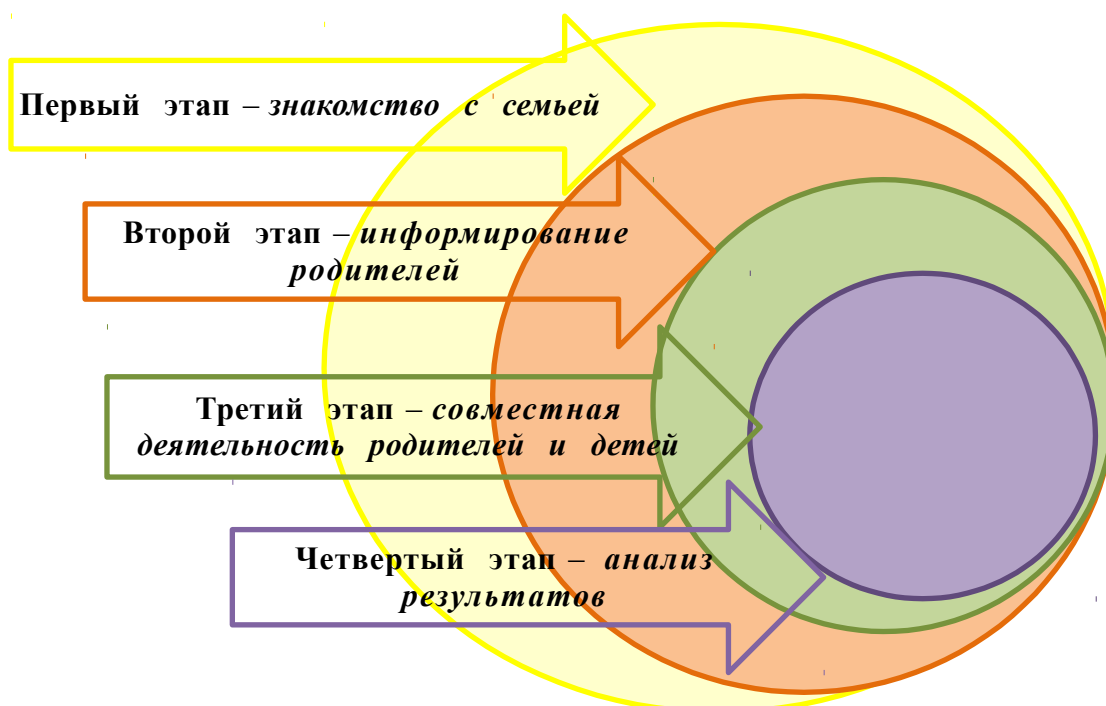 Первый этап – знакомство с семьей
Второй этап – информирование
родителей
Третий этап – совместная
деятельность родителей и детей
Четвертый этап – анализ
результатов